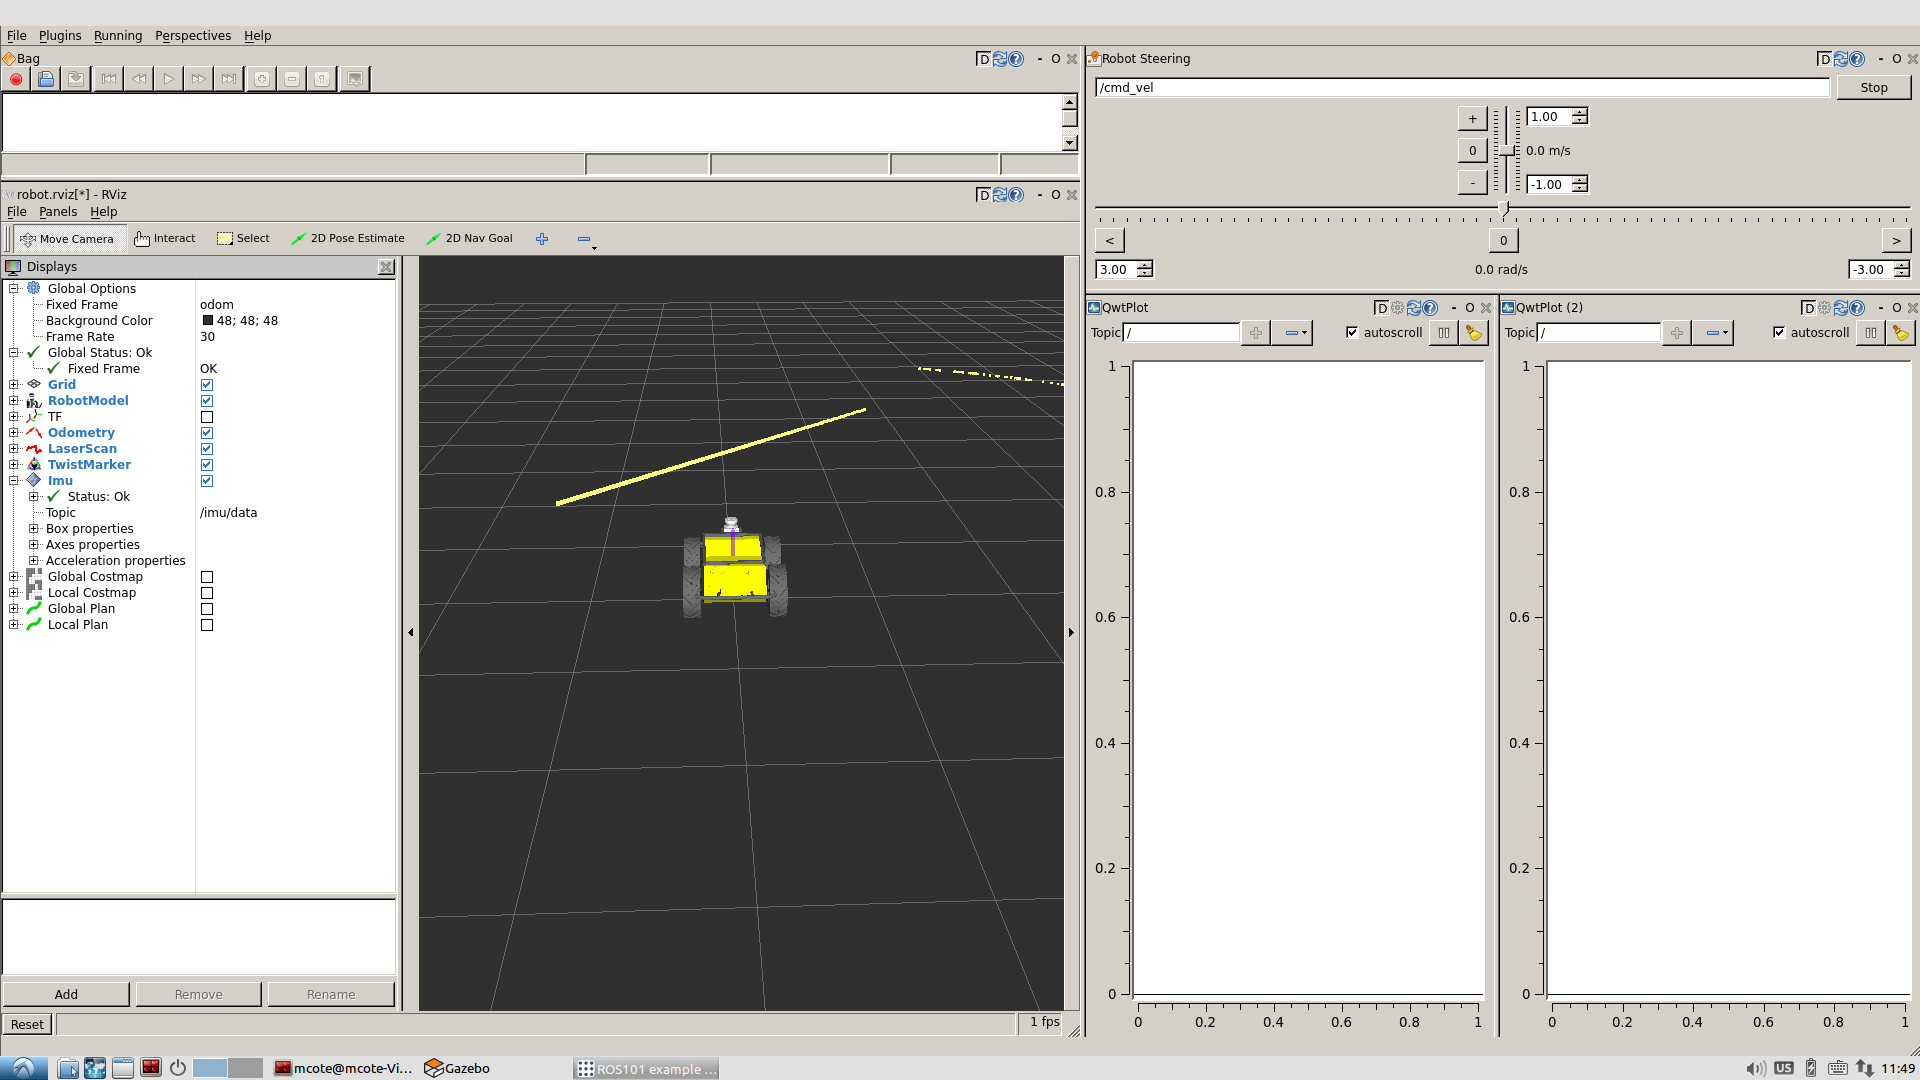 File Plugins Running Perspectives Help
Bag
D - O
robot.rviz[*] - RViz
D - O
File Panels Help
Move Camera Interact Select 2D Pose Estimate 2D Nav Goal
Displays
Global Options
Fixed Frame odom
Background Color 48; 48; 48
Frame Rate 30
Global Status: Ok
Fixed Frame OK
Grid
RobotModel
TF
Odometry
LaserScan
TwistMarker
Imu
Status: Ok
Topic /imu/data
Box properties
Axes properties
Acceleration properties
Global Costmap
Local Costmap
Global Plan
Local Plan
Add Remove Rename
Reset
1 fps
Robot Steering
D - O
/cmd_vel Stop
+ 1.00
0 0.0 m/s
- -1.00
< 0 >
3.00 0.0 rad/s -3.00
QwtPlot
D - O
Topic / autoscroll
1
0.8
0.6
0.4
0.2
0
0 0.2 0.4 0.6 0.8 1
QwtPlot (2)
D - O
Topic / autoscroll
1
0.8
0.6
0.4
0.2
0
0 0.2 0.4 0.6 0.8 1
mcote@mcote-Vi... Gazebo ROS101 example ... US 11:49